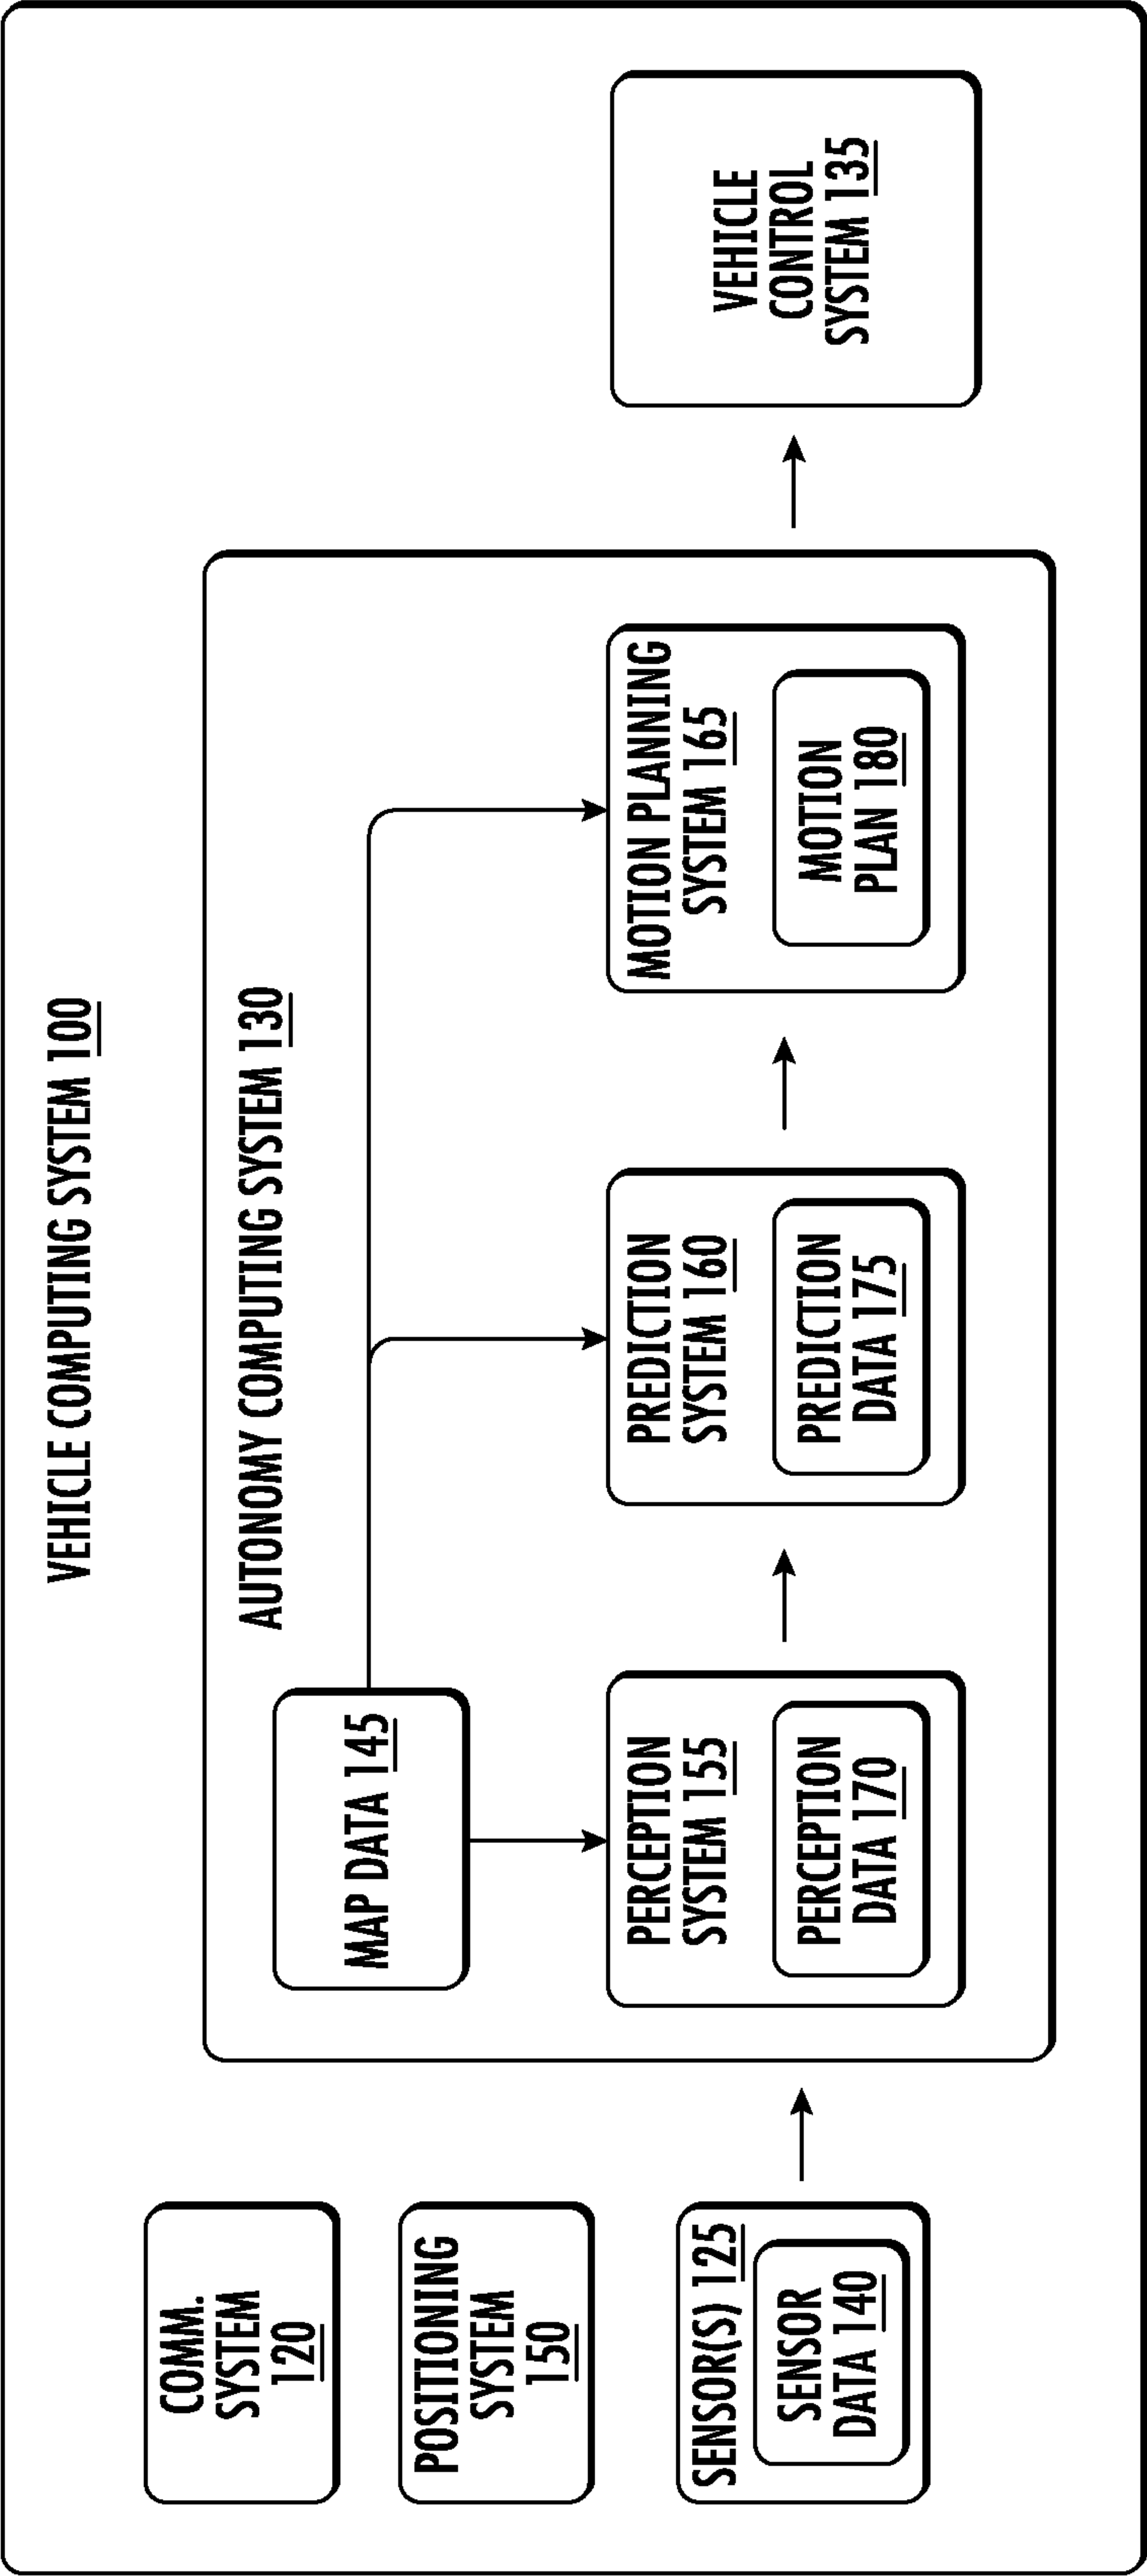 VEHICLE COMPUTING SYSTEM 100
COMM.
SYSTEM
120
POSITIONING
SYSTEM
150
SENSOR(S) 125
SENSOR
DATA 140
AUTONOMY COMPUTING SYSTEM 130
MAP DATA 145
PERCEPTION
SYSTEM 155
PERCEPTION
DATA 170
PREDICTION
SYSTEM 160
PREDICTION
DATA 175
MOTION PLANNING
SYSTEM 165
MOTION
PLAN 180
VEHICLE
CONTROL
SYSTEM 135